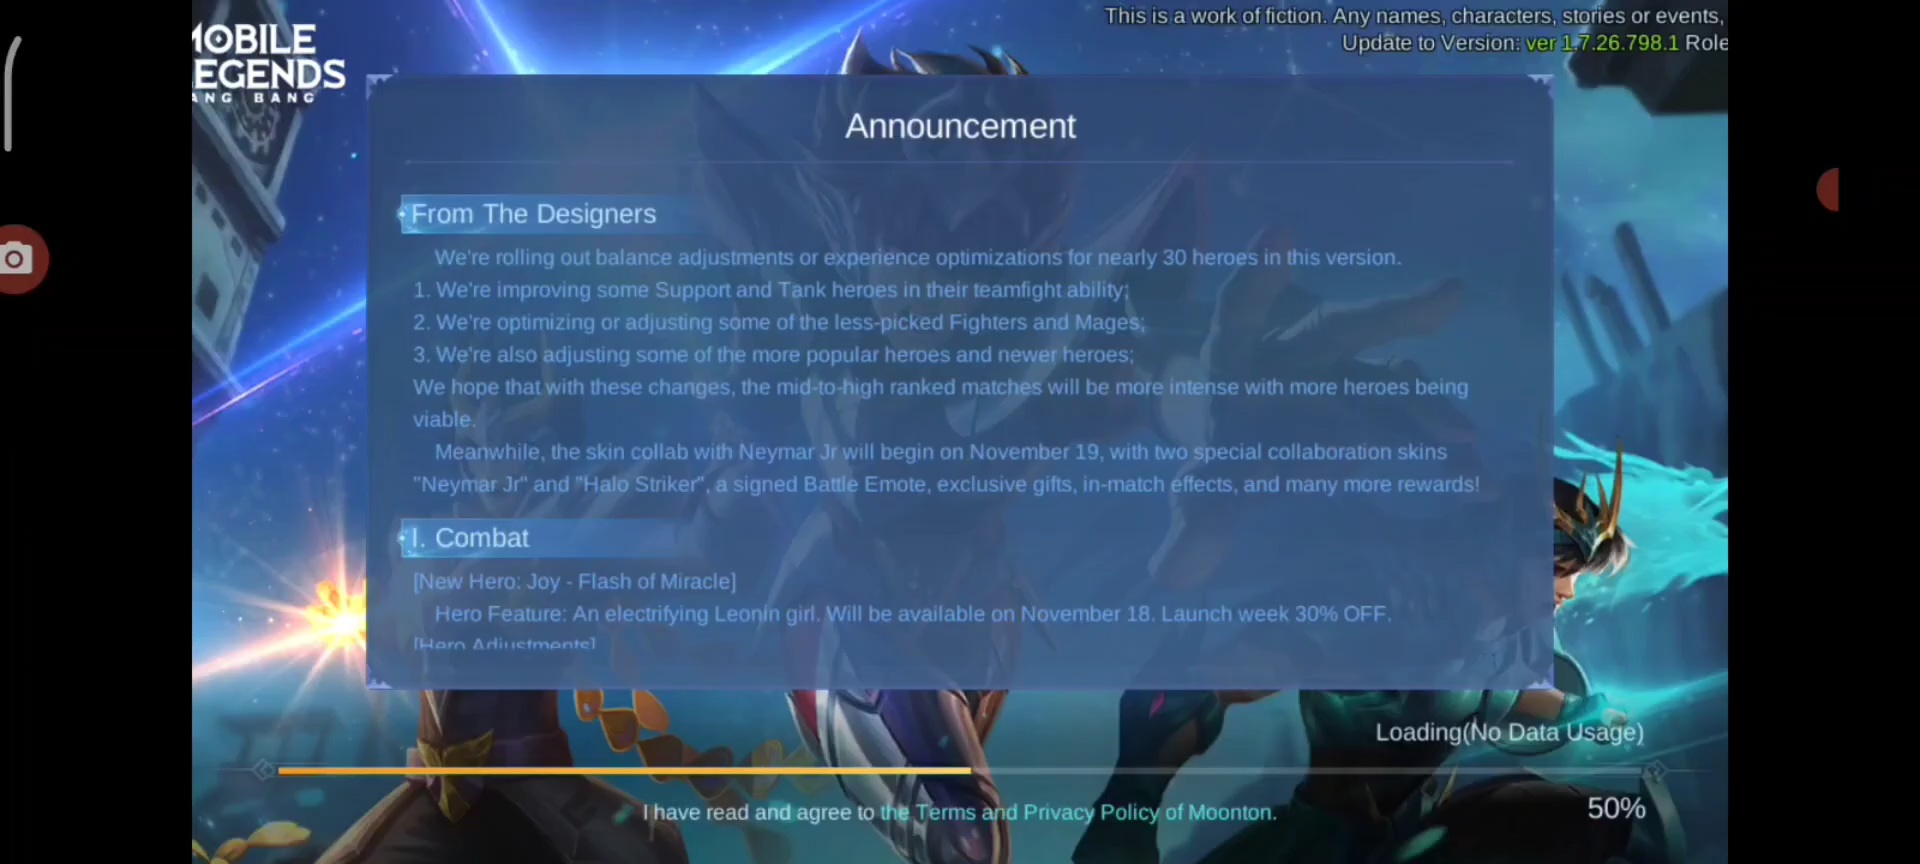 MOBILE
LEGENDS
BANG BANG
This is a work of fiction. Any names, characters, stories or events,
Update to Version: ver 1.7.26.798.1 Role
Announcement
From The Designers
We're rolling out balance adjustments or experience optimizations for nearly 30 heroes in this version.
1. We're improving some Support and Tank heroes in their teamfight ability;
2. We're optimizing or adjusting some of the less-picked Fighters and Mages;
3. We're also adjusting some of the more popular heroes and newer heroes;
We hope that with these changes, the mid-to-high ranked matches will be more intense with more heroes being
viable.
Meanwhile, the skin collab with Neymar Jr will begin on November 19, with two special collaboration skins
"Neymar Jr" and "Halo Striker", a signed Battle Emote, exclusive gifts, in-match effects, and many more rewards!
I. Combat
[New Hero: Joy - Flash of Miracle]
Hero Feature: An electrifying Leonin girl. Will be available on November 18. Launch week 30% OFF.
[Hero Adjustments]
Loading(No Data Usage)
I have read and agree to the Terms and Privacy Policy of Moonton.
50%